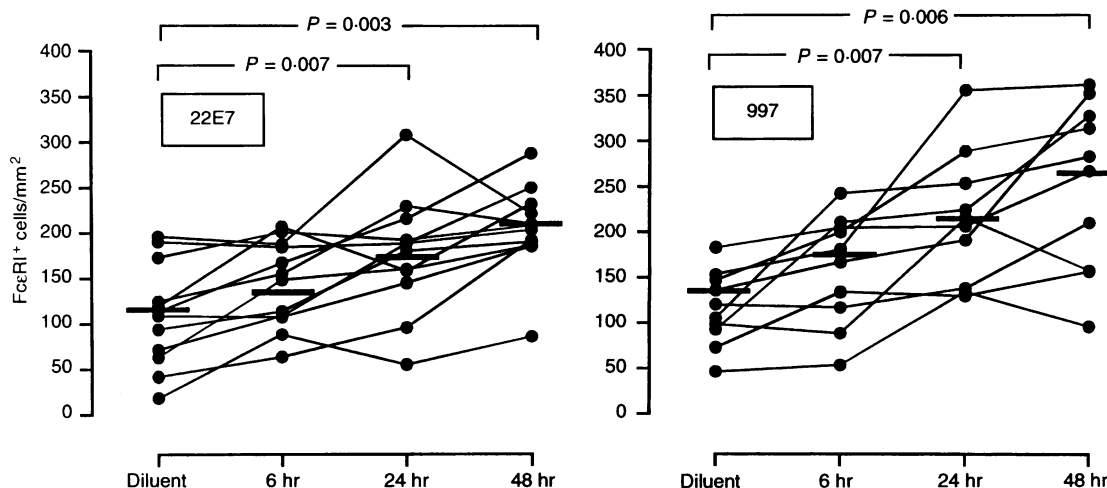 P = 0·003
P = 0·007
22E7
FcεRI⁺ cells/mm²
400
350
300
250
200
150
100
50
0
Diluent
6 hr
24 hr
48 hr
P = 0·006
P = 0·007
997
400
350
300
250
200
150
100
50
0
Diluent
6 hr
24 hr
48 hr